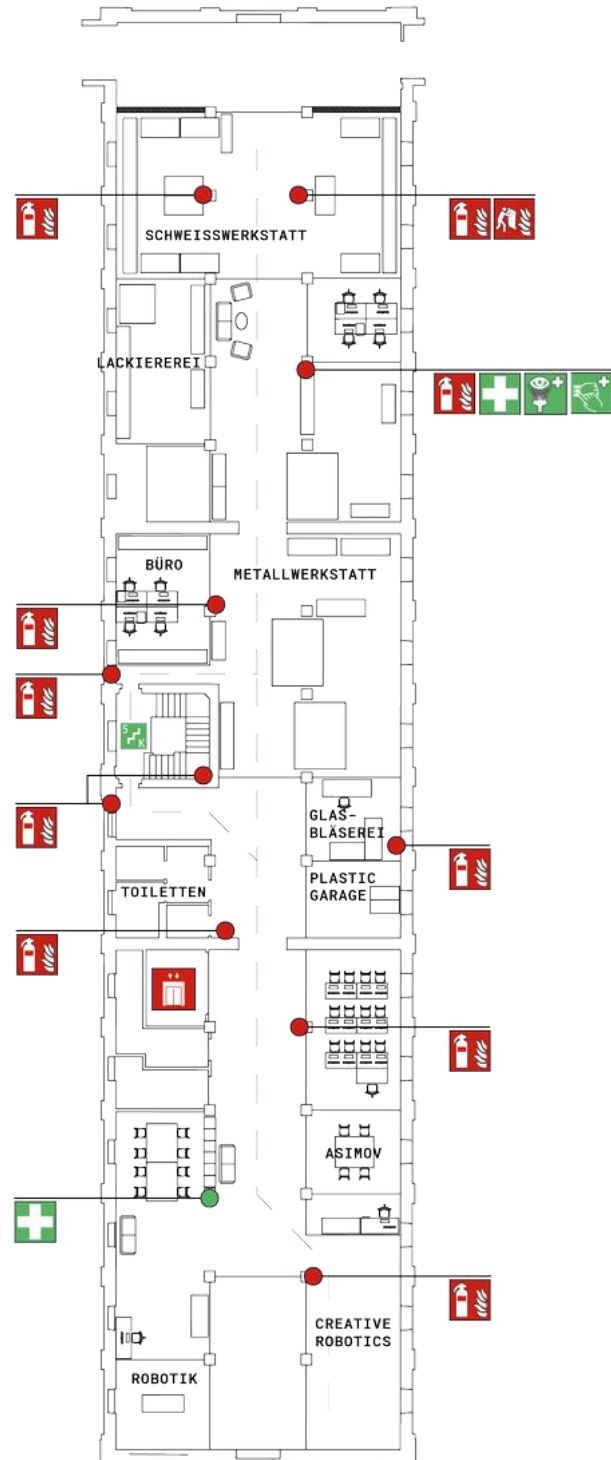 SCHWEISSWERKSTATT
LACKIEREREI
BÜRO
METALLWERKSTATT
S
K
GLAS-
BLÄSEREI
PLASTIC
GARAGE
TOILETTEN
ASIMOV
CREATIVE
ROBOTICS
ROBOTIK